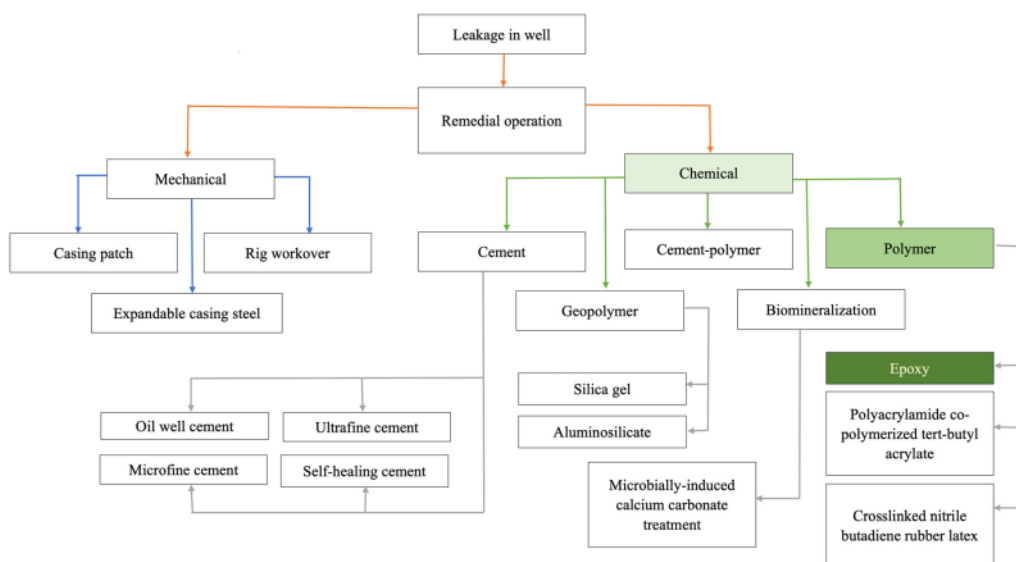 Leakage in well
Remedial operation
Mechanical
Chemical
Casing patch
Rig workover
Cement
Cement-polymer
Polymer
Expandable casing steel
Geopolymer
Biomineralization
Silica gel
Epoxy
Oil well cement
Ultrafine cement
Aluminosilicate
Polyacrylamide co-
polymerized tert-butyl
acrylate
Microfine cement
Self-healing cement
Microbially-induced
calcium carbonate
treatment
Crosslinked nitrile
butadiene rubber latex